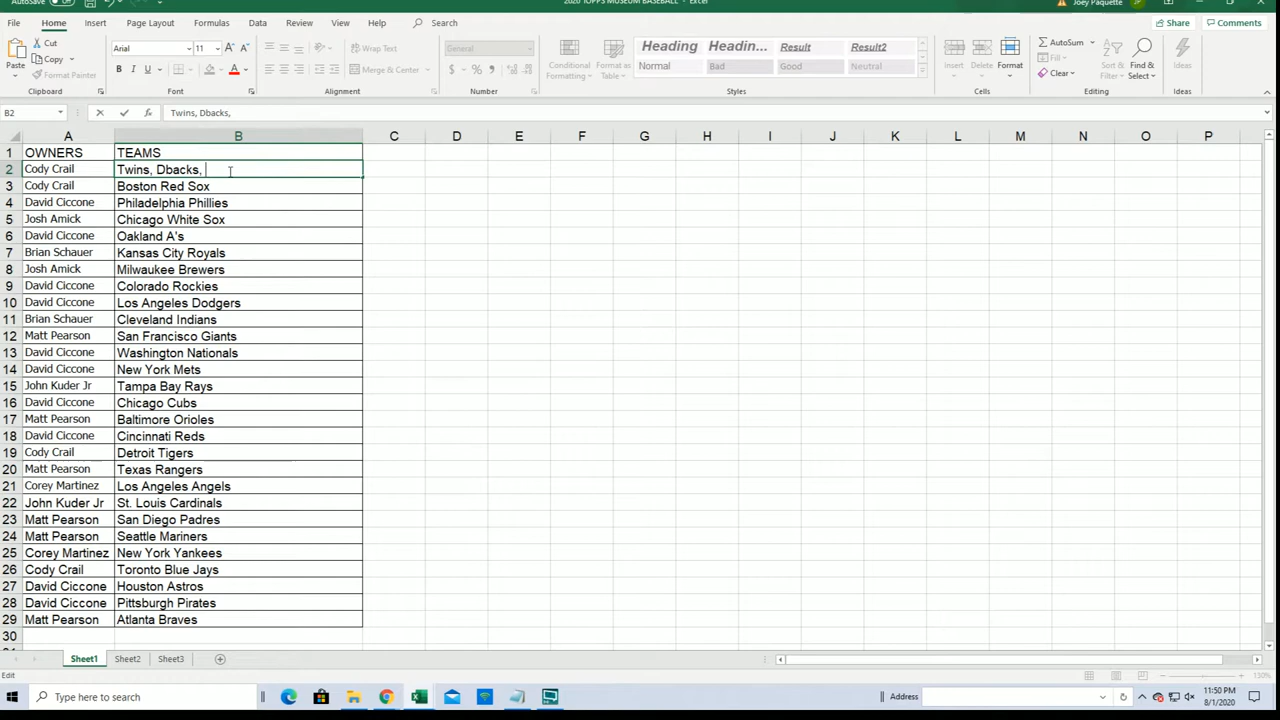 AutoSave Off
2020 TOPPS MUSEUM BASEBALL - Excel
Joey Paquette JP
File Home Insert Page Layout Formulas Data Review View Help Search Share Comments
Cut
Copy
Format Painter
Paste
Arial 11
Wrap Text
Merge & Center
General
Conditional Formatting
Format as Table
Heading Headin... Result Result2
Normal Bad Good Neutral
Insert Delete Format
AutoSum
Fill
Clear
Sort & Filter
Find & Select
Ideas
Clipboard Font Alignment Number Styles Cells Editing Ideas
B2 Twins, Dbacks,
A B C D E F G H I J K L M N O P
1 OWNERS TEAMS
2 Cody Crail Twins, Dbacks,
3 Cody Crail Boston Red Sox
4 David Ciccone Philadelphia Phillies
5 Josh Amick Chicago White Sox
6 David Ciccone Oakland A's
7 Brian Schauer Kansas City Royals
8 Josh Amick Milwaukee Brewers
9 David Ciccone Colorado Rockies
10 David Ciccone Los Angeles Dodgers
11 Brian Schauer Cleveland Indians
12 Matt Pearson San Francisco Giants
13 David Ciccone Washington Nationals
14 David Ciccone New York Mets
15 John Kuder Jr Tampa Bay Rays
16 David Ciccone Chicago Cubs
17 Matt Pearson Baltimore Orioles
18 David Ciccone Cincinnati Reds
19 Cody Crail Detroit Tigers
20 Matt Pearson Texas Rangers
21 Corey Martinez Los Angeles Angels
22 John Kuder Jr St. Louis Cardinals
23 Matt Pearson San Diego Padres
24 Matt Pearson Seattle Mariners
25 Corey Martinez New York Yankees
26 Cody Crail Toronto Blue Jays
27 David Ciccone Houston Astros
28 David Ciccone Pittsburgh Pirates
29 Matt Pearson Atlanta Braves
30
Sheet1 Sheet2 Sheet3
Edit 130%
Type here to search
Address
11:50 PM
8/1/2020